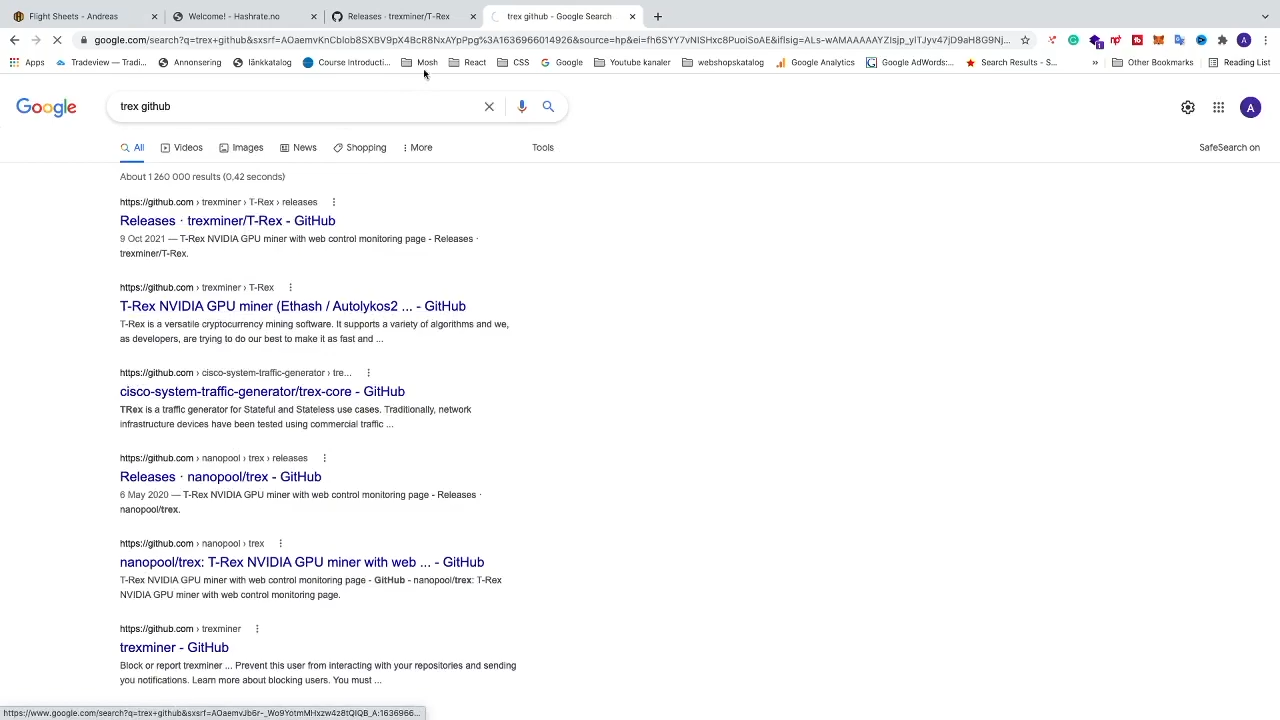 Flight Sheets - Andreas
Welcome! - Hashrate.no
Releases · trexminer/T-Rex
trex github - Google Search
google.com/search?q=trex+github&sxsrf=AOaemvKnCblob8SXBV9pX4BcR8NxAYpPpg%3A1636966014926&source=hp&ei=fh6SYY7vNISHxc8PuoiSoAE&iflsig=ALs-wAMAAAAAYZIsjp_ylTJyv47jD9aH8G9Nj...
Apps
Tradeview – Tradi...
Annonsering
länkkatalog
Course Introducti...
Mosh
React
CSS
Google
Youtube kanaler
webshopskatalog
Google Analytics
Google AdWords:...
Search Results - S...
»
Other Bookmarks
Reading List
Google
trex github
A
All
Videos
Images
News
Shopping
More
Tools
SafeSearch on
About 1 260 000 results (0,42 seconds)
https://github.com › trexminer › T-Rex › releases
Releases · trexminer/T-Rex - GitHub
9 Oct 2021 — T-Rex NVIDIA GPU miner with web control monitoring page - Releases ·
trexminer/T-Rex.
https://github.com › trexminer › T-Rex
T-Rex NVIDIA GPU miner (Ethash / Autolykos2 ... - GitHub
T-Rex is a versatile cryptocurrency mining software. It supports a variety of algorithms and we,
as developers, are trying to do our best to make it as fast and ...
https://github.com › cisco-system-traffic-generator › tre...
cisco-system-traffic-generator/trex-core - GitHub
TRex is a traffic generator for Stateful and Stateless use cases. Traditionally, network
infrastructure devices have been tested using commercial traffic ...
https://github.com › nanopool › trex › releases
Releases · nanopool/trex - GitHub
6 May 2020 — T-Rex NVIDIA GPU miner with web control monitoring page - Releases ·
nanopool/trex.
https://github.com › nanopool › trex
nanopool/trex: T-Rex NVIDIA GPU miner with web ... - GitHub
T-Rex NVIDIA GPU miner with web control monitoring page - GitHub - nanopool/trex: T-Rex
NVIDIA GPU miner with web control monitoring page.
https://github.com › trexminer
trexminer - GitHub
Block or report trexminer ... Prevent this user from interacting with your repositories and sending
you notifications. Learn more about blocking users. You must ...
https://www.google.com/search?q=trex+github&sxsrf=AOaemvJb6r-_Wo9YotmMHxzw4z8tQIQB_A:1636966...